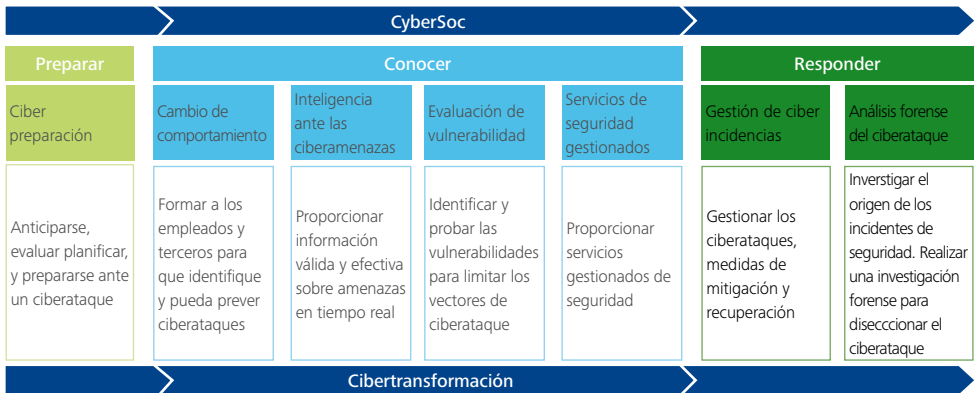 CyberSoc
Preparar
Conocer
Responder
Ciber
preparación
Cambio de
comportamiento
Inteligencia
ante las
ciberamenazas
Evaluación de
vulnerabilidad
Servicios de
seguridad
gestionados
Gestión de ciber
incidencias
Análisis forense
del ciberataque
Anticiparse,
evaluar planificar,
y prepararse ante
un ciberataque
Formar a los
empleados y
terceros para
que identifique
y pueda prever
ciberataques
Proporcionar
información
válida y efectiva
sobre amenazas
en tiempo real
Identificar y
probar las
vulnerabilidades
para limitar los
vectores de
ciberataque
Proporcionar
servicios
gestionados de
seguridad
Gestionar los
ciberataques,
medidas de
mitigación y
recuperación
Inverstigar el
origen de los
incidentes de
seguridad. Realizar
una investigación
forense para
disecccionar el
ciberataque
Cibertransformación